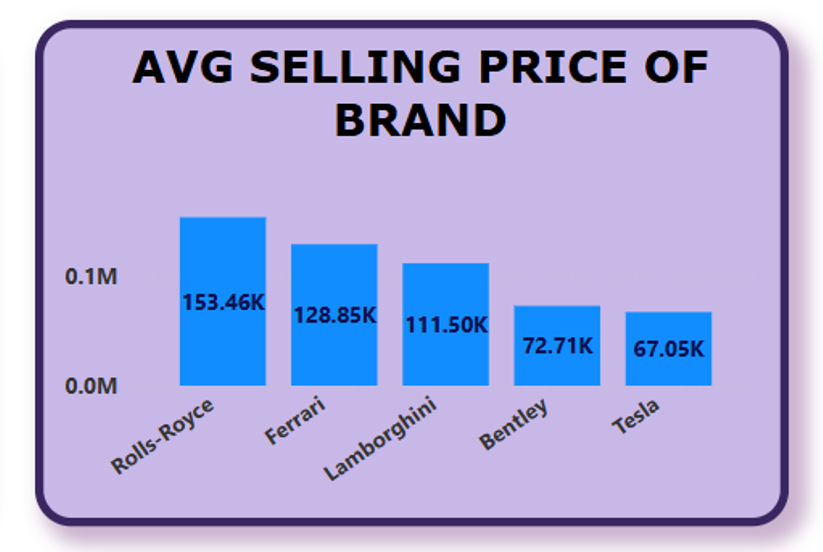 AVG SELLING PRICE OF
BRAND
0.1M
0.0M
153.46K
128.85K
111.50K
72.71K
67.05K
Rolls-Royce
Ferrari
Lamborghini
Bentley
Tesla